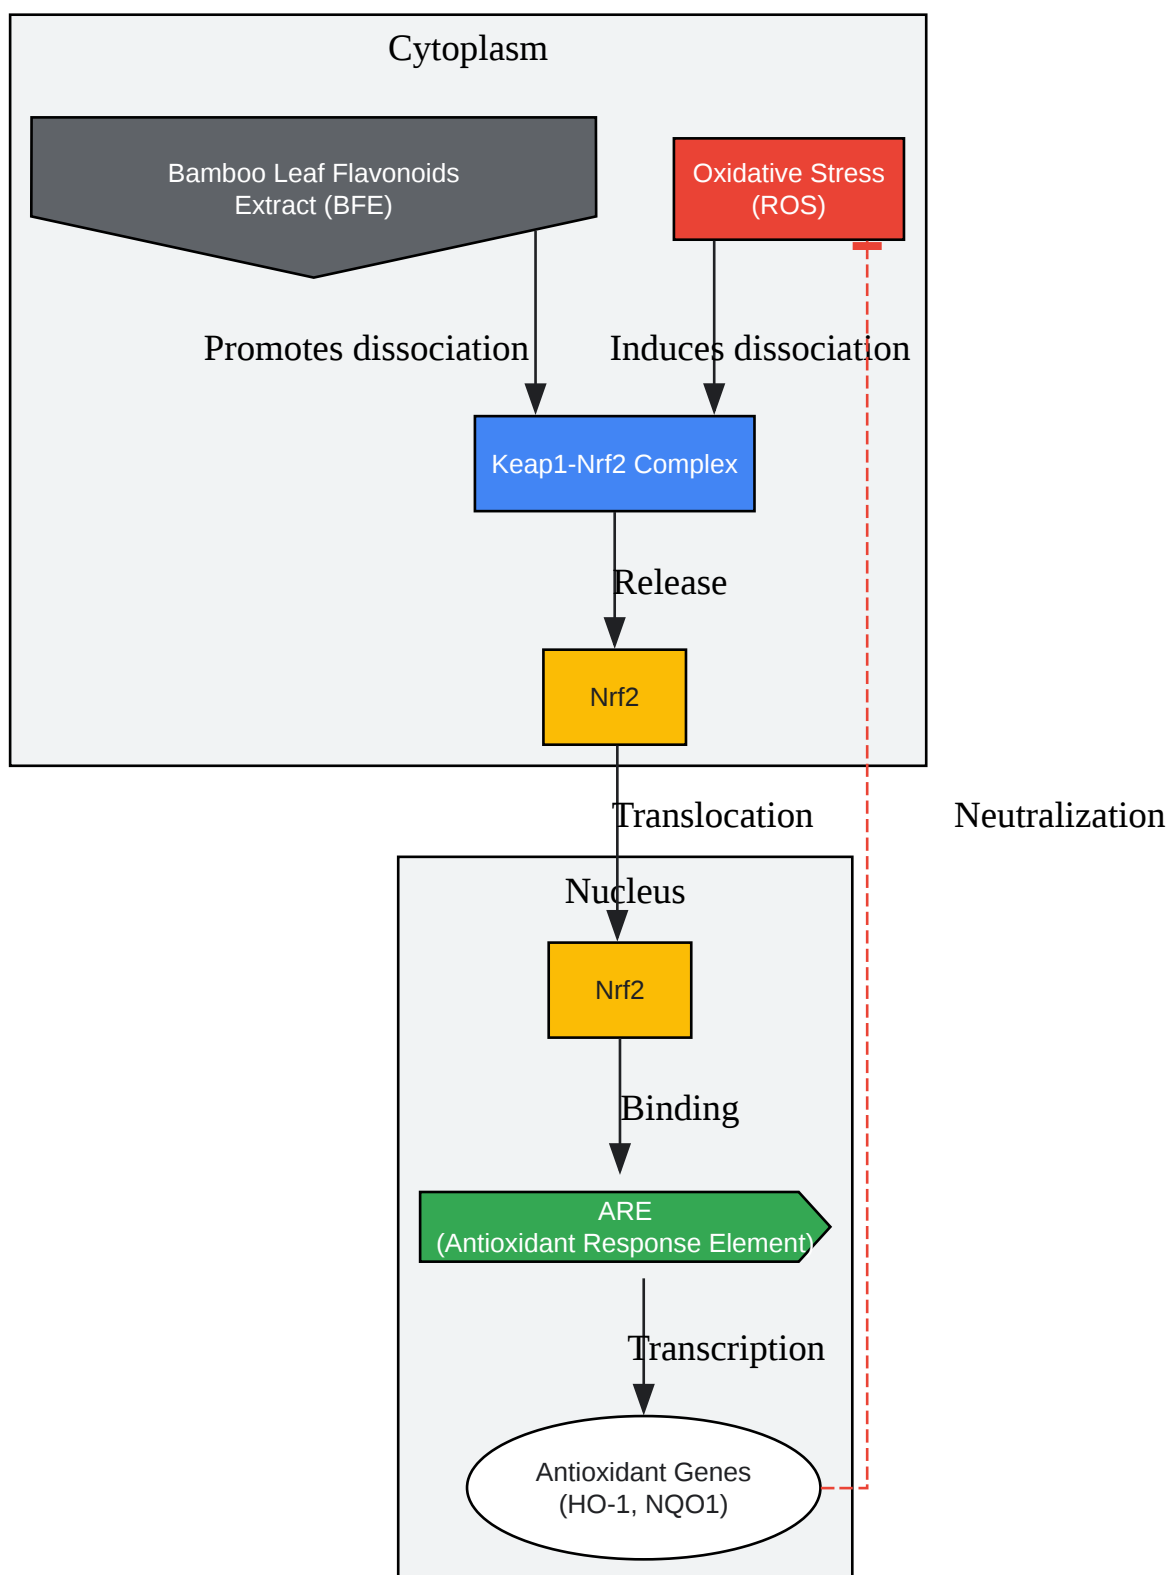 Cytoplasm
Bamboo Leaf Flavonoids
Extract (BFE)
Oxidative Stress
(ROS)
Promotes dissociation
Induces dissociation
Keap1-Nrf2 Complex
Release
Nrf2
Translocation
Neutralization
Nucleus
Nrf2
Binding
ARE
(Antioxidant Response Element)
Transcription
Antioxidant Genes
(HO-1, NQO1)